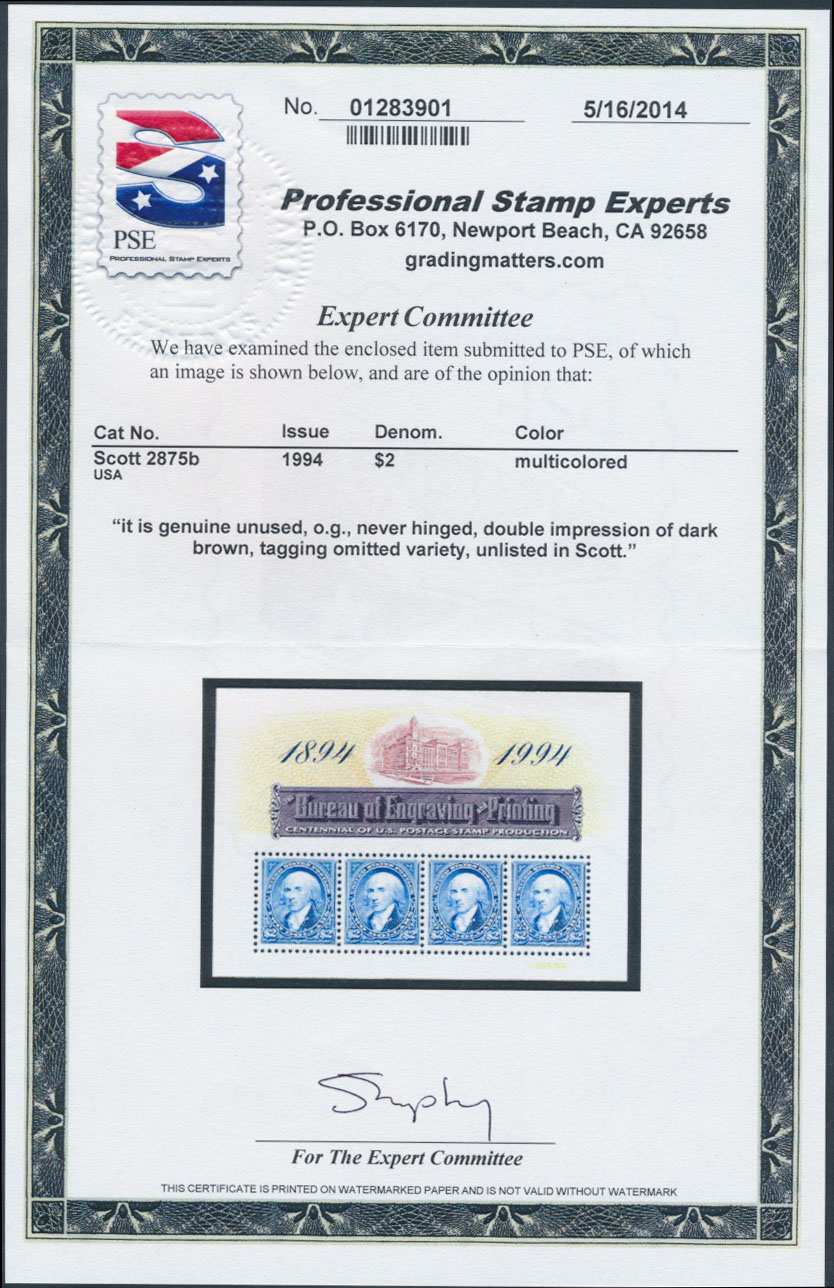 No. 01283901 5/16/2014
PSE
PROFESSIONAL STAMP EXPERTS
Professional Stamp Experts
P.O. Box 6170, Newport Beach, CA 92658
gradingmatters.com
Expert Committee
We have examined the enclosed item submitted to PSE, of which
an image is shown below, and are of the opinion that:
Cat No. Issue Denom. Color
Scott 2875b 1994 $2 multicolored
USA
“it is genuine unused, o.g., never hinged, double impression of dark
brown, tagging omitted variety, unlisted in Scott.”
1894 1994
Bureau of Engraving and Printing
CENTENNIAL OF U.S. POSTAGE STAMP PRODUCTION
For The Expert Committee
THIS CERTIFICATE IS PRINTED ON WATERMARKED PAPER AND IS NOT VALID WITHOUT WATERMARK